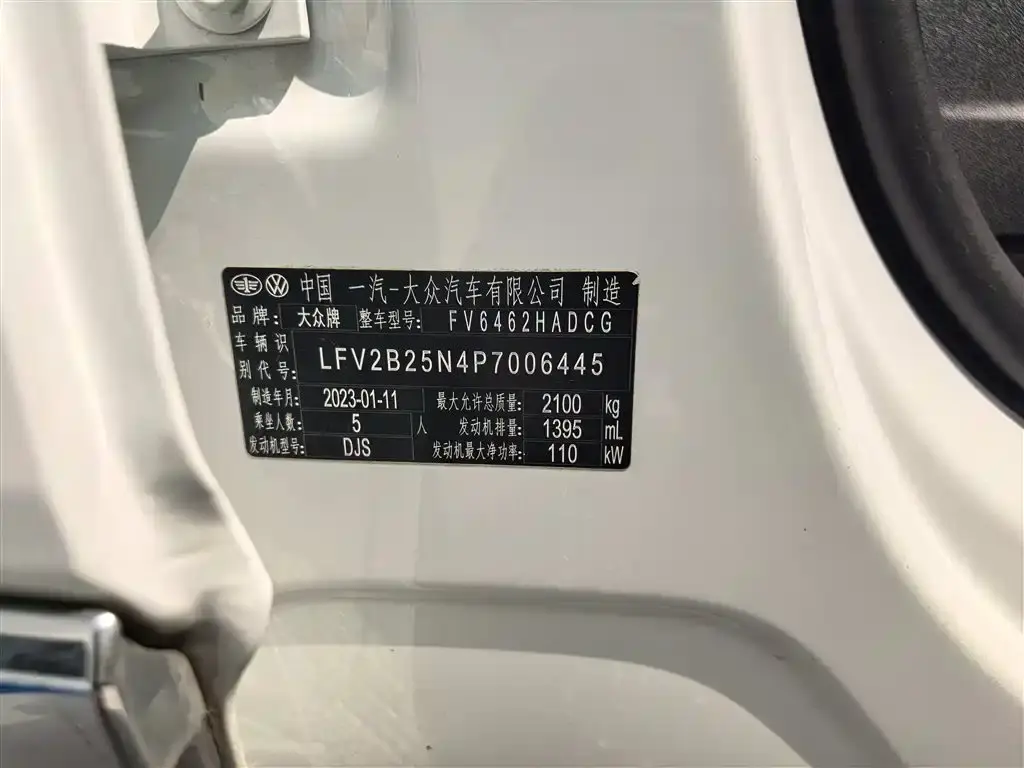 中国 一汽-大众汽车有限公司 制造
品牌: 大众牌 整车型号: FV6462HADCG
车辆识别代号: LFV2B25N4P7006445
制造年月: 2023-01-11 最大允许总质量: 2100 kg
乘坐人数: 5 人 发动机排量: 1395 mL
发动机型号: DJS 发动机最大净功率: 110 kW